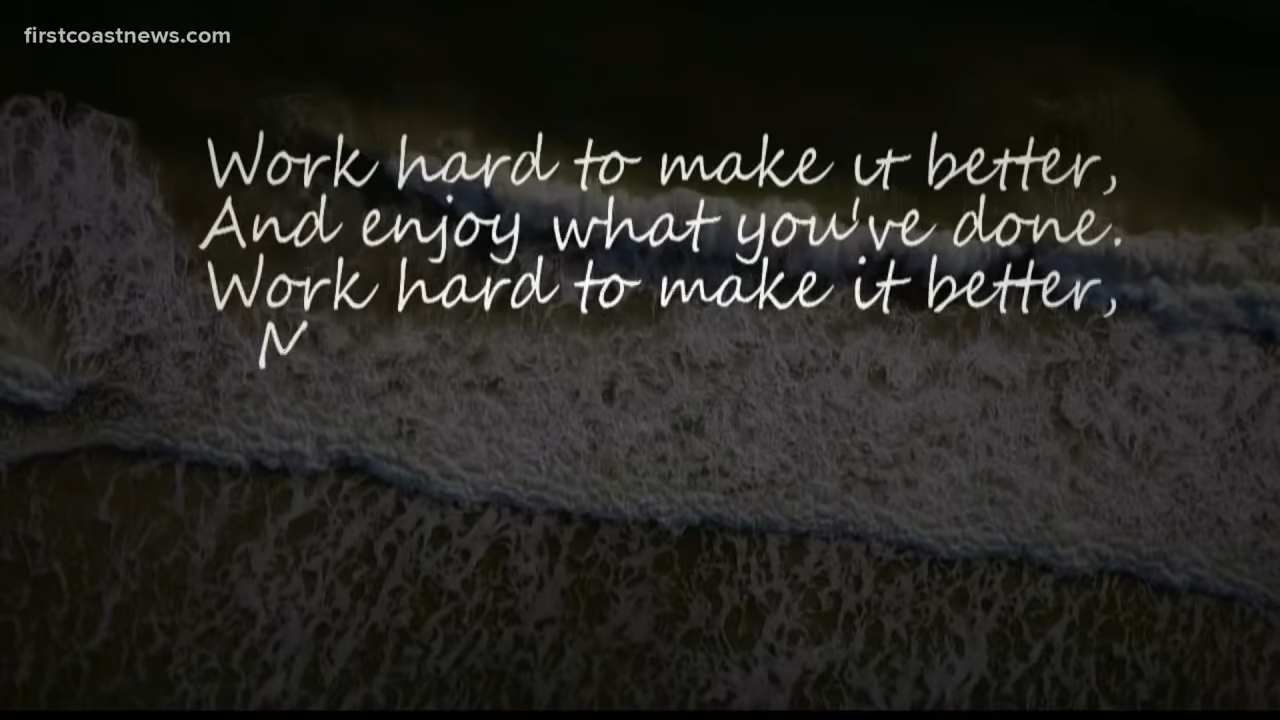 firstcoastnews.com
Work hard to make it better,
And enjoy what you've done.
Work hard to make it better,
N